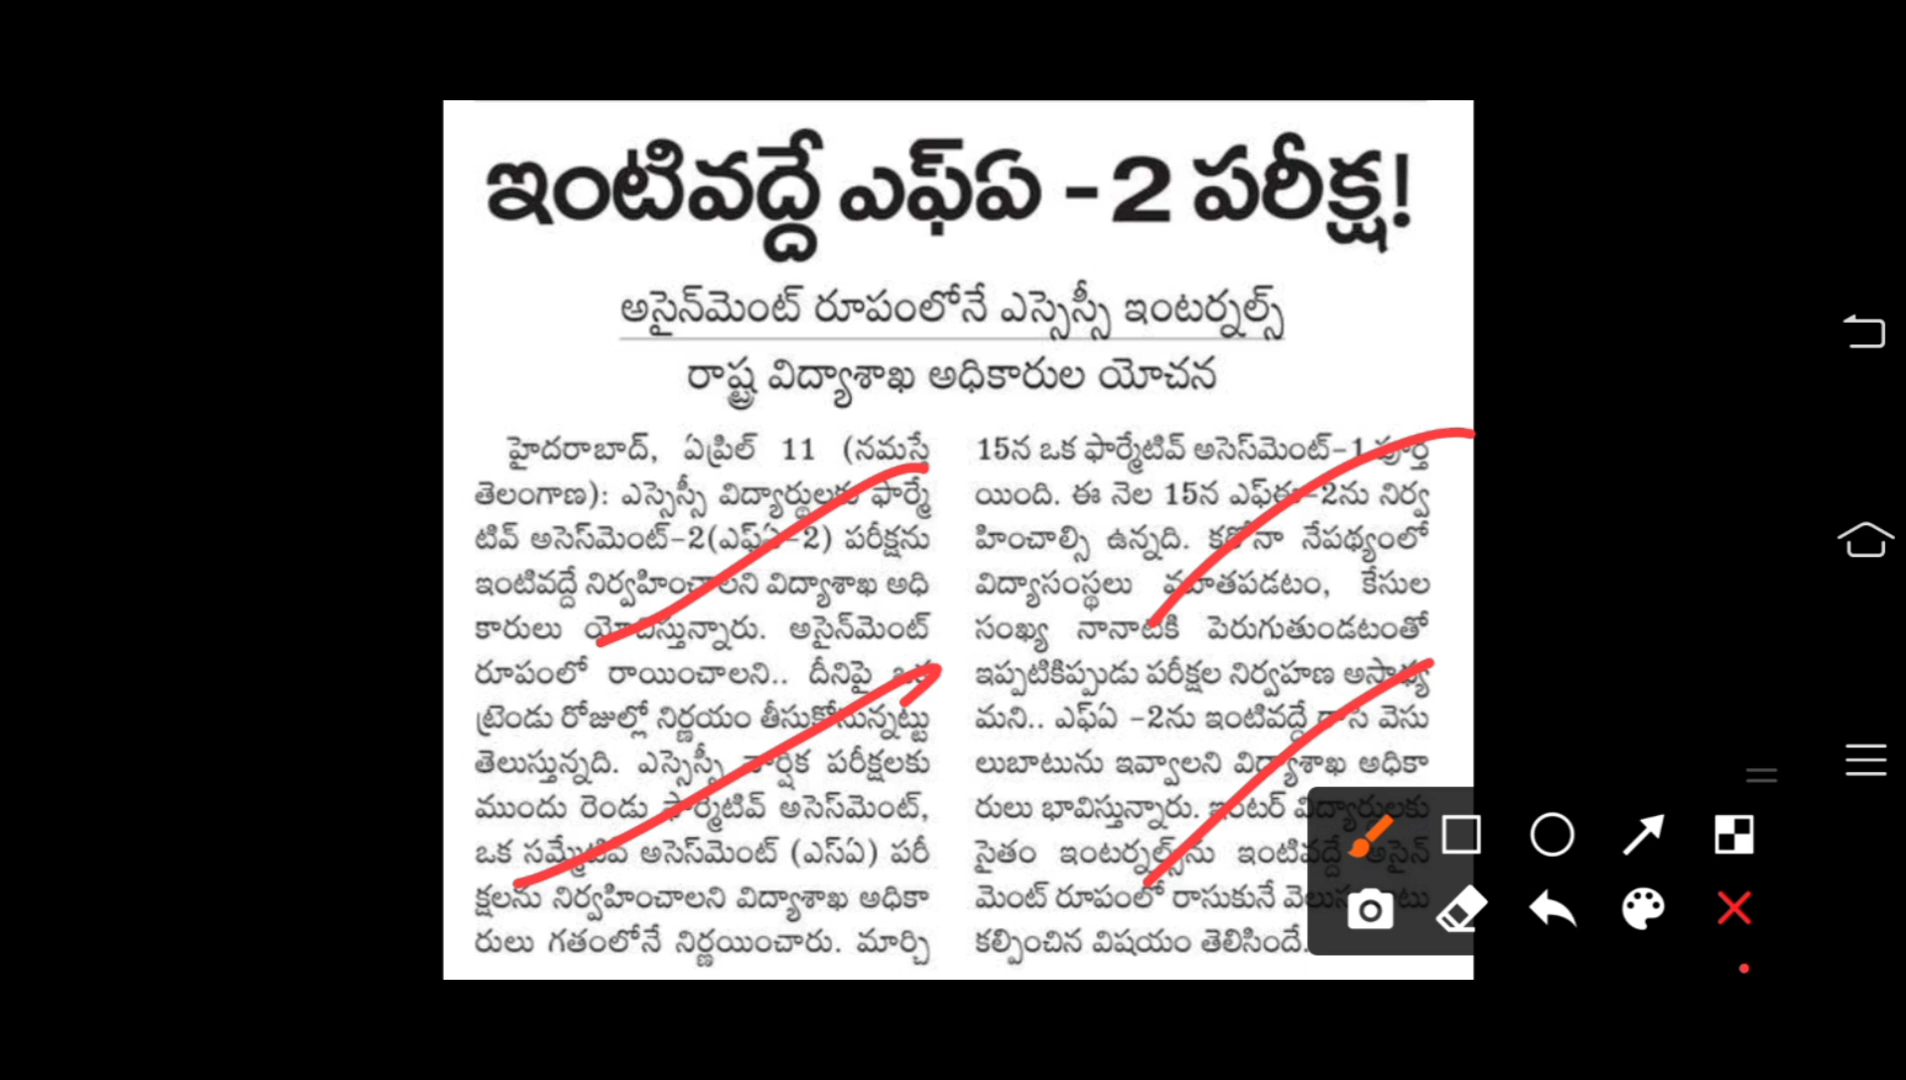 ఇంటివద్దే ఎఫ్ఏ -2 పరీక్ష!
అసైన్‌మెంట్ రూపంలోనే ఎస్సెస్సీ ఇంటర్నల్స్
రాష్ట్ర విద్యాశాఖ అధికారుల యోచన
హైదరాబాద్, ఏప్రిల్ 11 (నమస్తే
తెలంగాణ): ఎస్సెస్సీ విద్యార్థులకు ఫార్మే
టివ్ అసెస్‌మెంట్-2(ఎఫ్ఏ-2) పరీక్షను
ఇంటివద్దే నిర్వహించాలని విద్యాశాఖ అధి
కారులు యోచిస్తున్నారు. అసైన్‌మెంట్
రూపంలో రాయించాలని.. దీనిపై ఒక
ట్రెండు రోజుల్లో నిర్ణయం తీసుకోనున్నట్టు
తెలుస్తున్నది. ఎస్సెస్సీ వార్షిక పరీక్షలకు
ముందు రెండు ఫార్మేటివ్ అసెస్‌మెంట్,
ఒక సమ్మేటివ్ అసెస్‌మెంట్ (ఎస్ఏ) పరీ
క్షలను నిర్వహించాలని విద్యాశాఖ అధికా
రులు గతంలోనే నిర్ణయించారు. మార్చి
15న ఒక ఫార్మేటివ్ అసెస్‌మెంట్-1 పూర్త
యింది. ఈ నెల 15న ఎఫ్ఈ-2ను నిర్వ
హించాల్సి ఉన్నది. కరోనా నేపథ్యంలో
విద్యాసంస్థలు మూతపడటం, కేసుల
సంఖ్య నానాటికి పెరుగుతుండటంతో
ఇప్పటికిప్పుడు పరీక్షల నిర్వహణ అసాధ్య
మని.. ఎఫ్ఏ -2ను ఇంటివద్దే రాసే వెసు
లుబాటును ఇవ్వాలని విద్యాశాఖ అధికా
రులు భావిస్తున్నారు. ఇంటర్ విద్యార్థులకు
సైతం ఇంటర్నల్స్‌ను ఇంటివద్దే అసైన్
మెంట్ రూపంలో రాసుకునే వెలుసుబాటు
కల్పించిన విషయం తెలిసిందే.